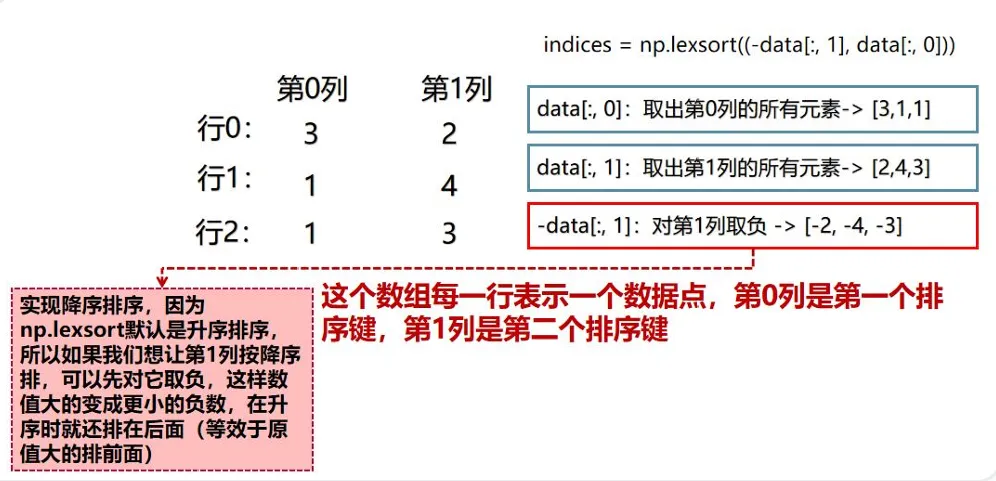 indices = np.lexsort((-data[:, 1], data[:, 0]))
第0列 第1列
行0： 3 2
行1： 1 4
行2： 1 3
data[:, 0]：取出第0列的所有元素-> [3,1,1]
data[:, 1]：取出第1列的所有元素-> [2,4,3]
-data[:, 1]：对第1列取负 -> [-2, -4, -3]
这个数组每一行表示一个数据点，第0列是第一个排
序键，第1列是第二个排序键
实现降序排序，因为
np.lexsort默认是升序排序，
所以如果我们想让第1列按降序
排，可以先对它取负，这样数
值大的变成更小的负数，在升
序时就还排在后面（等效于原
值大的排前面）